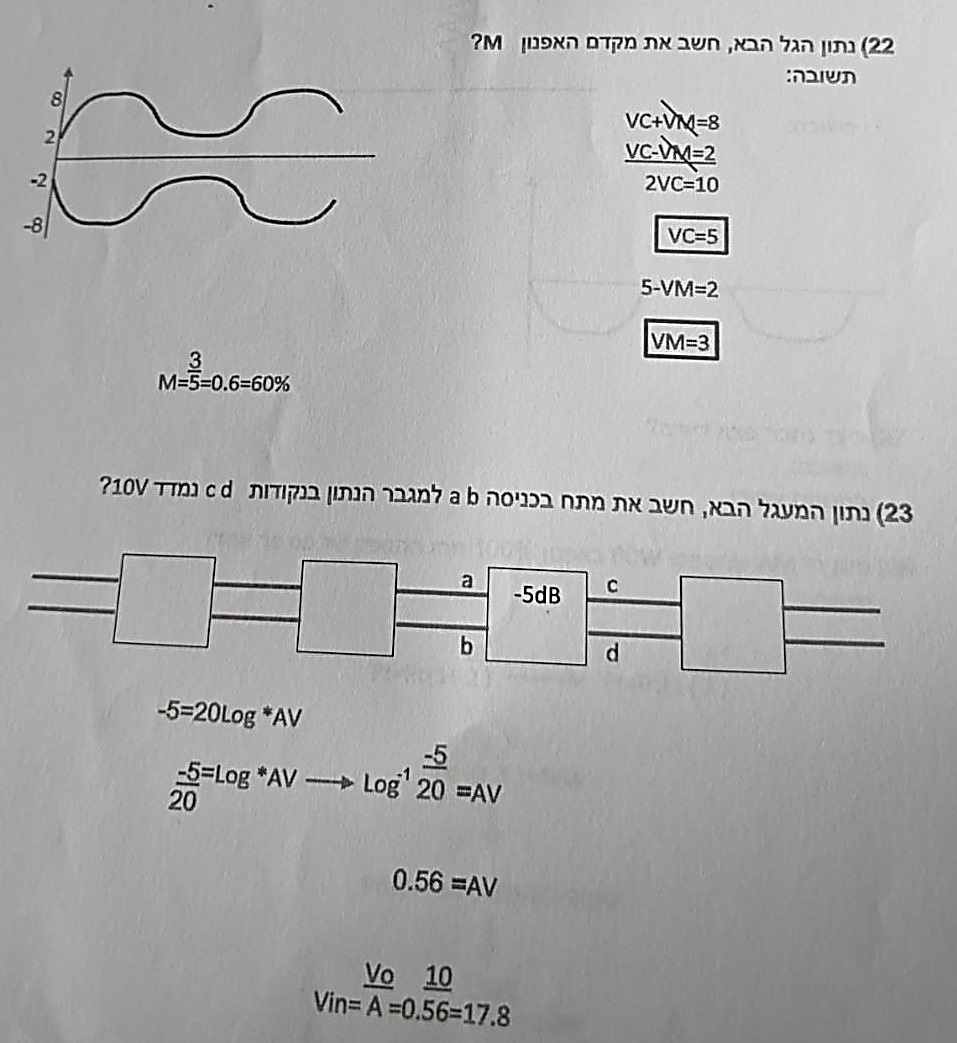 22) נתון הגל הבא, חשב את מקדם האפנון M?
תשובה:
8
2
-2
-8
VC+VM=8
VC-VM=2
2VC=10
VC=5
5-VM=2
VM=3
3
M=5=0.6=60%
23) נתון המעגל הבא, חשב את מתח בכניסה a b למגבר הנתון בנקודות c d נמדד 10V?
a
-5dB
c
b
d
-5=20Log *AV
-5=Log *AV → Log-1 -5
20 20 =AV
0.56 =AV
Vo 10
Vin= A =0.56=17.8